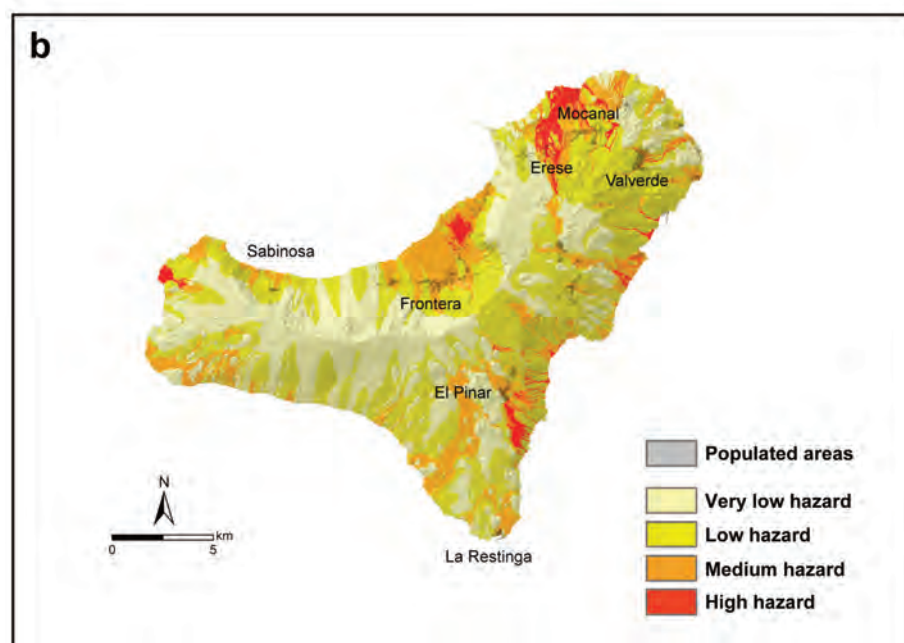 b
Mocanal
Erese
Valverde
Sabinosa
Frontera
El Pinar
La Restinga
N
0 5 km
Populated areas
Very low hazard
Low hazard
Medium hazard
High hazard